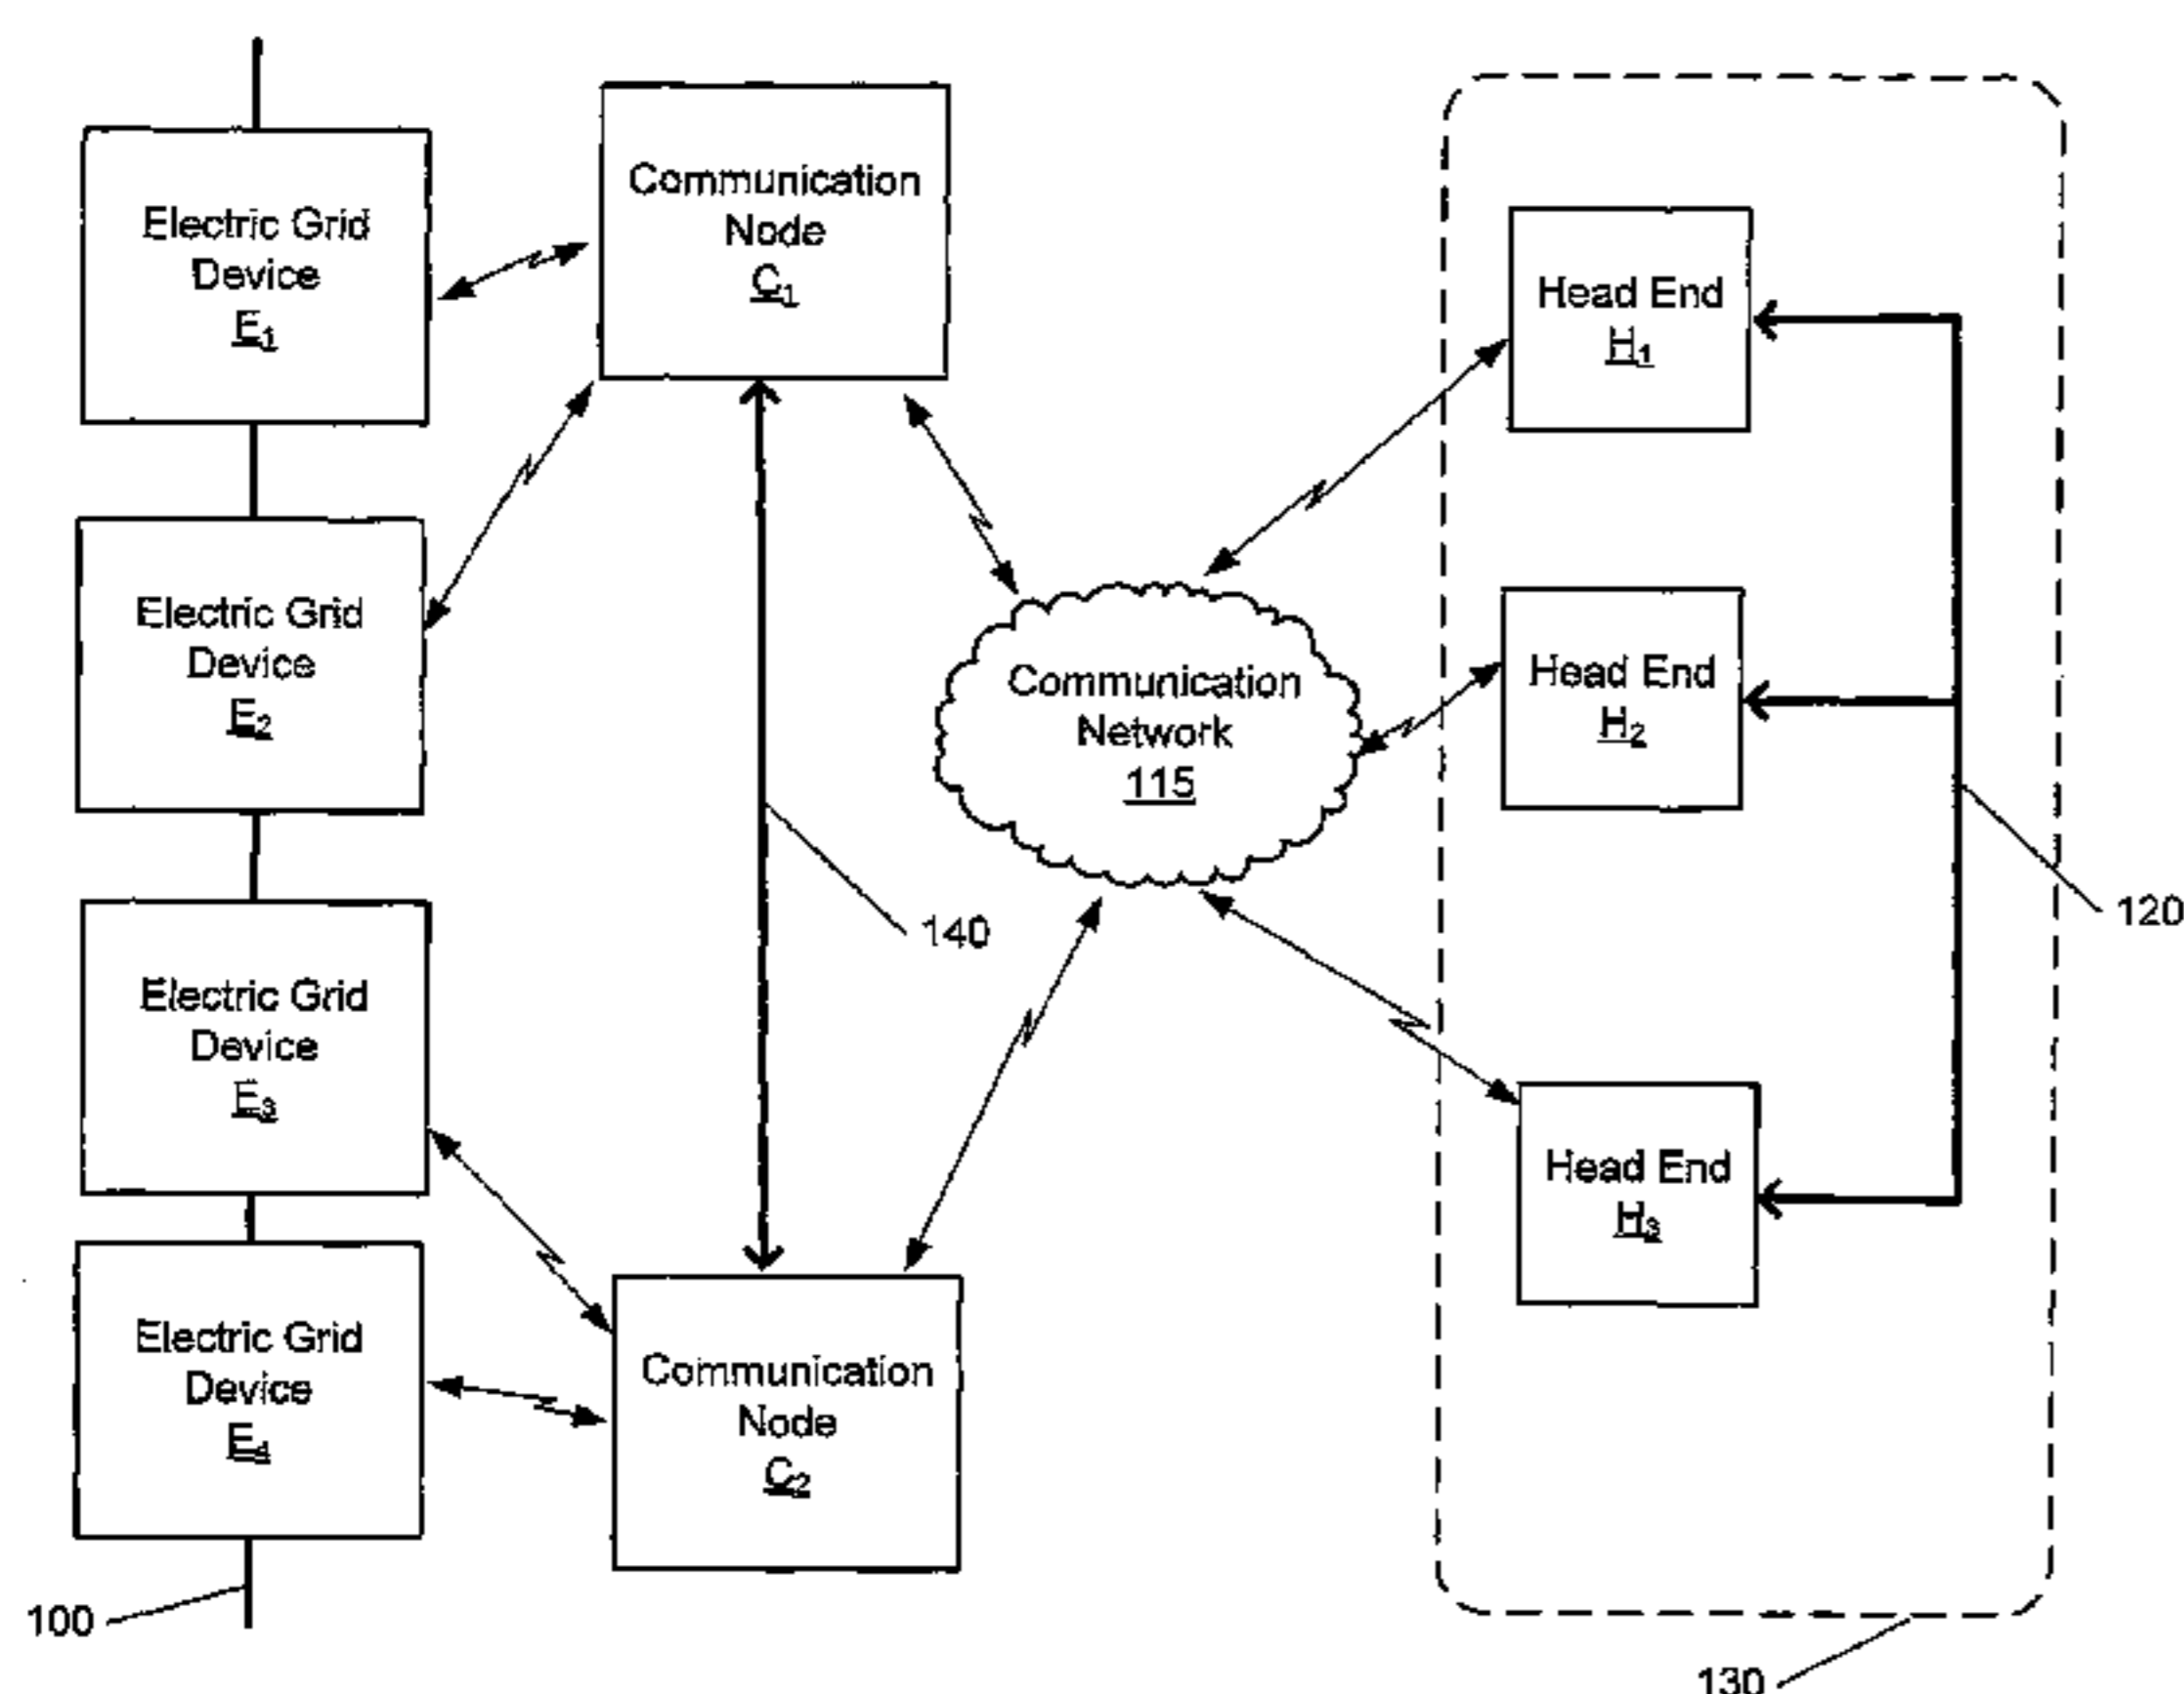 Electric Grid
Device
E₁
Electric Grid
Device
E₂
Electric Grid
Device
E₃
Electric Grid
Device
E₄
100
Communication
Node
C₁
140
Communication
Node
C₂
Communication
Network
115
Head End
H₁
Head End
H₂
Head End
H₃
120
130